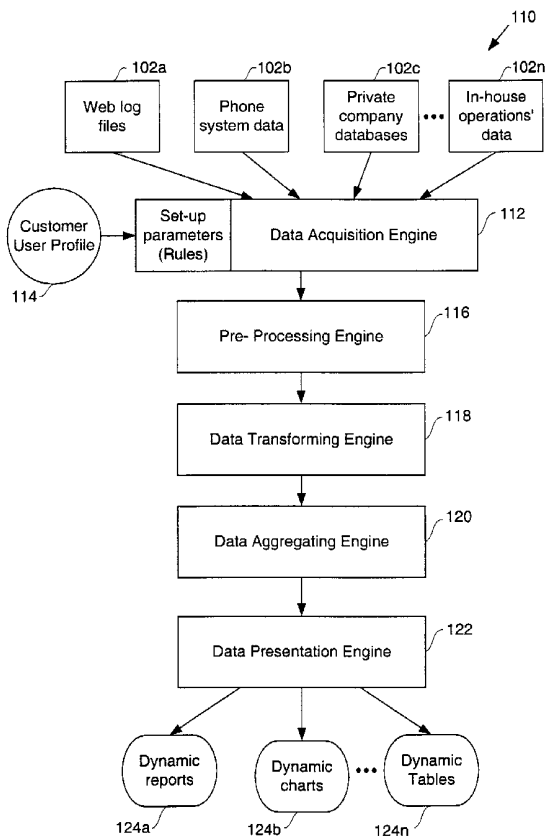 110
102a
102b
102c
102n
Web log
files
Phone
system data
Private
company
databases
In-house
operations'
data
Customer
User Profile
114
Set-up
parameters
(Rules)
Data Acquisition Engine
112
Pre- Processing Engine
116
Data Transforming Engine
118
Data Aggregating Engine
120
Data Presentation Engine
122
Dynamic
reports
Dynamic
charts
Dynamic
Tables
124a
124b
124n